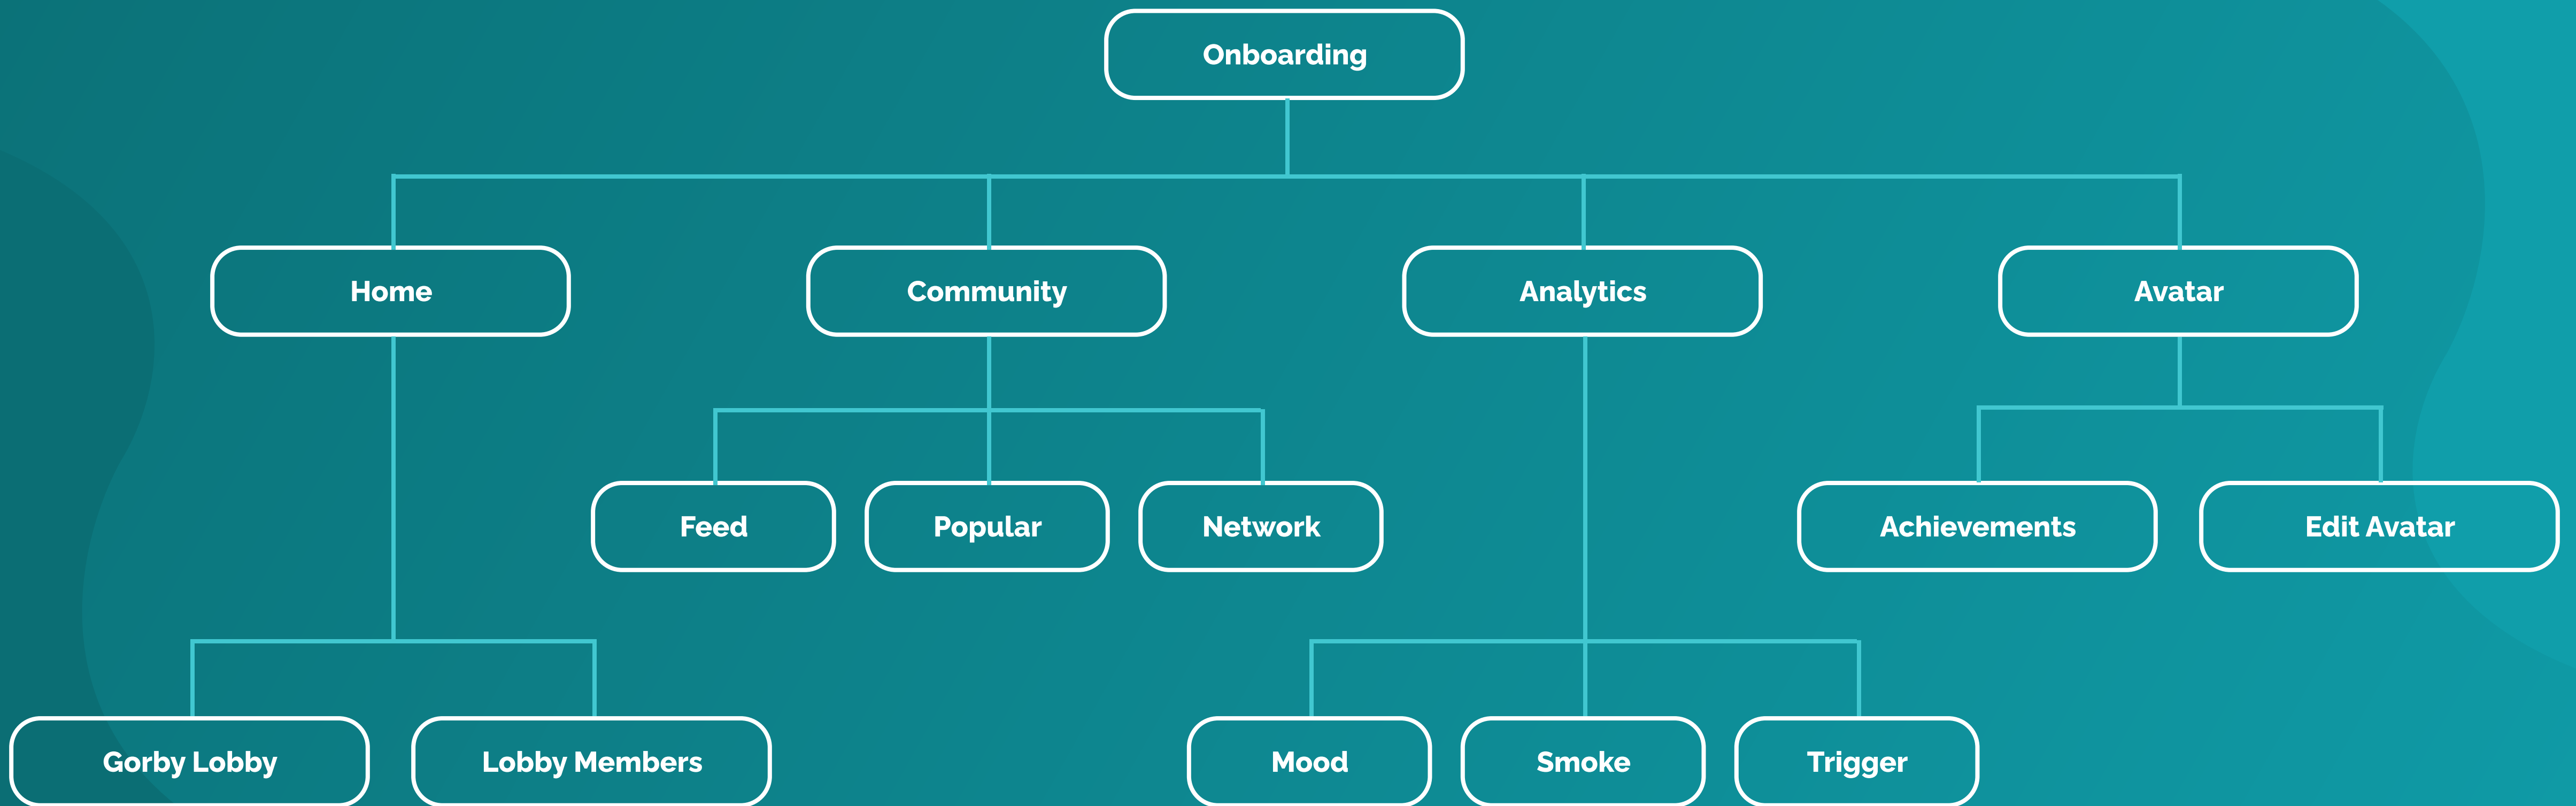 Onboarding
Home
Community
Analytics
Avatar
Feed
Popular
Network
Achievements
Edit Avatar
Gorby Lobby
Lobby Members
Mood
Smoke
Trigger